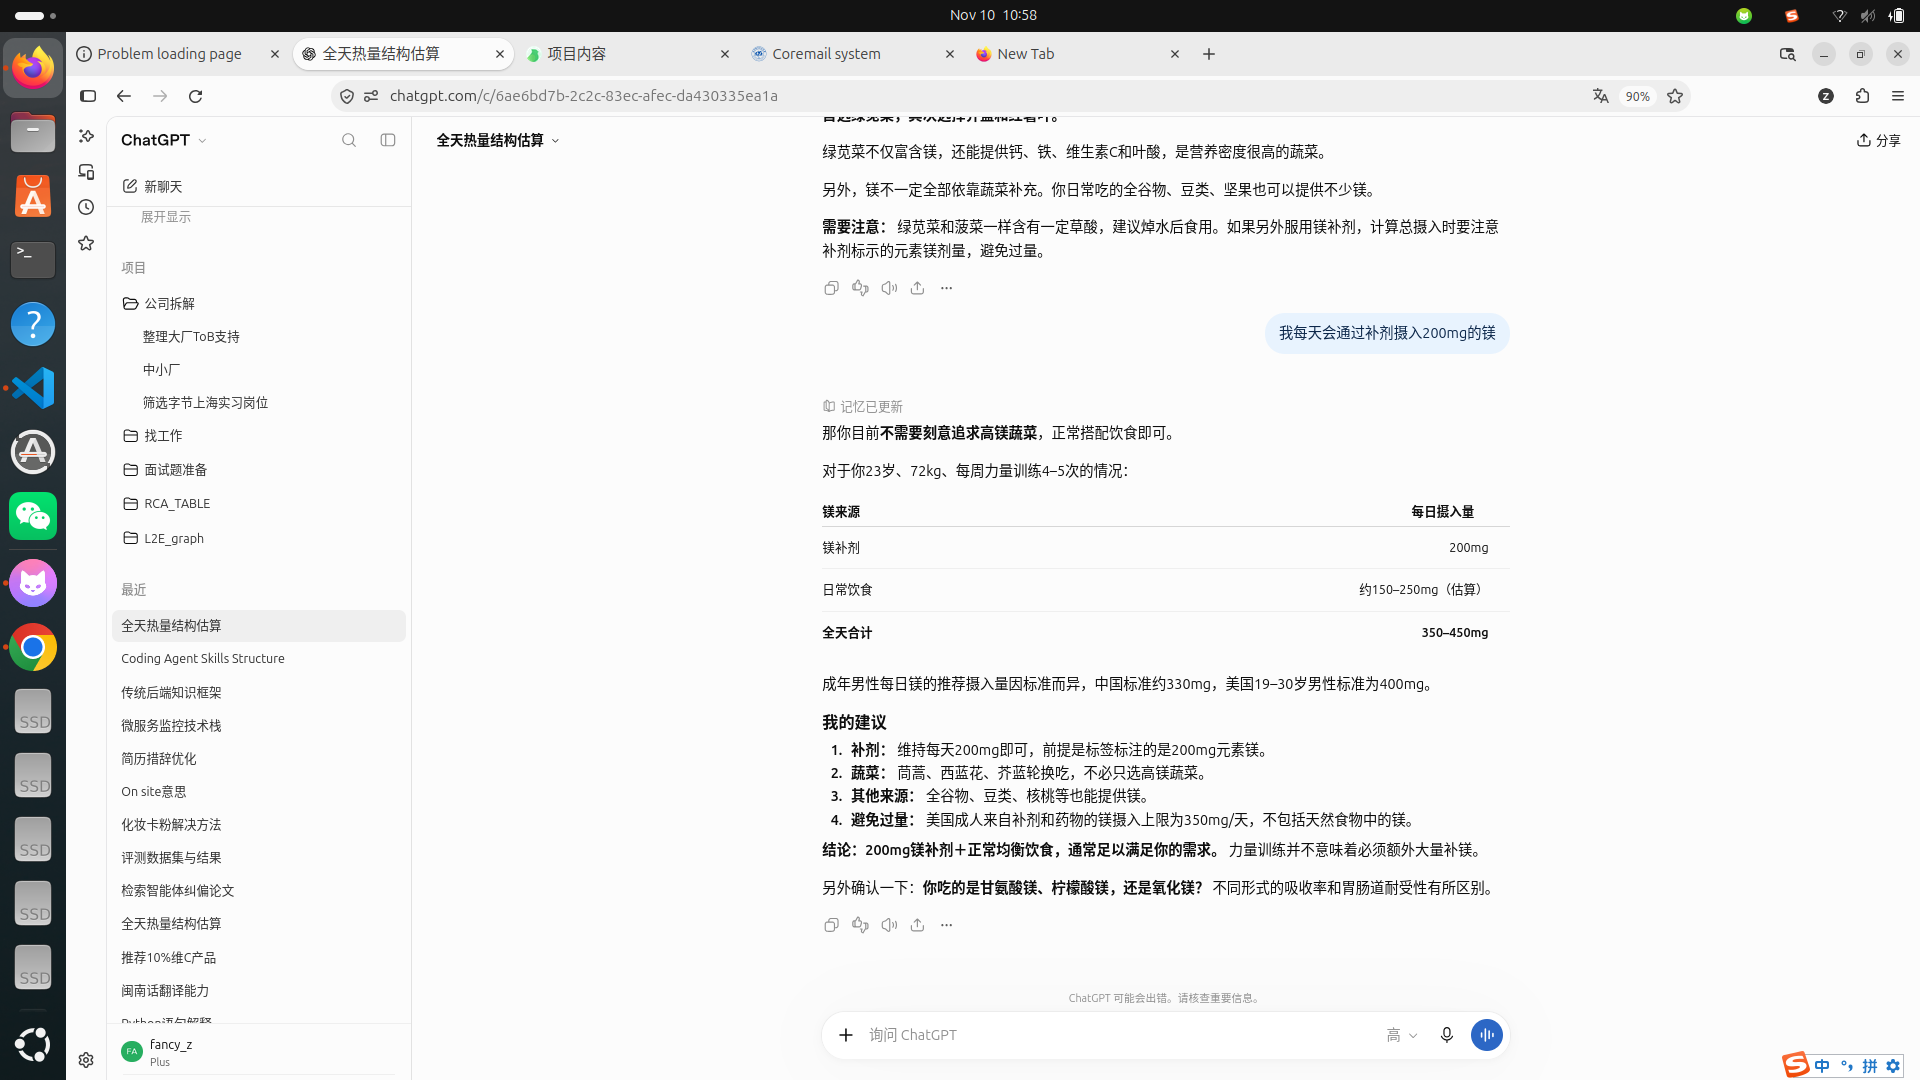 Nov 10 10:58
Problem loading page
全天热量结构估算
项目内容
Coremail system
New Tab
chatgpt.com/c/6ae6bd7b-2c2c-83ec-afec-da430335ea1a
90%
Z
ChatGPT
新聊天
展开显示
项目
公司拆解
整理大厂ToB支持
中小厂
筛选字节上海实习岗位
找工作
面试题准备
RCA_TABLE
L2E_graph
最近
全天热量结构估算
Coding Agent Skills Structure
传统后端知识框架
微服务监控技术栈
简历措辞优化
On site意思
化妆卡粉解决方法
评测数据集与结果
检索智能体纠偏论文
全天热量结构估算
推荐10%维C产品
闽南话翻译能力
Python语句解释
FA
fancy_z
Plus
全天热量结构估算
分享
绿苋菜不仅富含镁，还能提供钙、铁、维生素C和叶酸，是营养密度很高的蔬菜。
另外，镁不一定全部依靠蔬菜补充。你日常吃的全谷物、豆类、坚果也可以提供不少镁。
需要注意： 绿苋菜和菠菜一样含有一定草酸，建议焯水后食用。如果另外服用镁补剂，计算总摄入时要注意
补剂标示的元素镁剂量，避免过量。
我每天会通过补剂摄入200mg的镁
记忆已更新
那你目前不需要刻意追求高镁蔬菜，正常搭配饮食即可。
对于你23岁、72kg、每周力量训练4–5次的情况：
镁来源 每日摄入量
镁补剂 200mg
日常饮食 约150–250mg（估算）
全天合计 350–450mg
成年男性每日镁的推荐摄入量因标准而异，中国标准约330mg，美国19–30岁男性标准为400mg。
我的建议
1. 补剂： 维持每天200mg即可，前提是标签标注的是200mg元素镁。
2. 蔬菜： 茼蒿、西蓝花、芥蓝轮换吃，不必只选高镁蔬菜。
3. 其他来源： 全谷物、豆类、核桃等也能提供镁。
4. 避免过量： 美国成人来自补剂和药物的镁摄入上限为350mg/天，不包括天然食物中的镁。
结论：200mg镁补剂＋正常均衡饮食，通常足以满足你的需求。 力量训练并不意味着必须额外大量补镁。
另外确认一下：你吃的是甘氨酸镁、柠檬酸镁，还是氧化镁？ 不同形式的吸收率和胃肠道耐受性有所区别。
ChatGPT 可能会出错。请核查重要信息。
询问 ChatGPT
高
SSD
SSD
SSD
SSD
SSD
中
拼